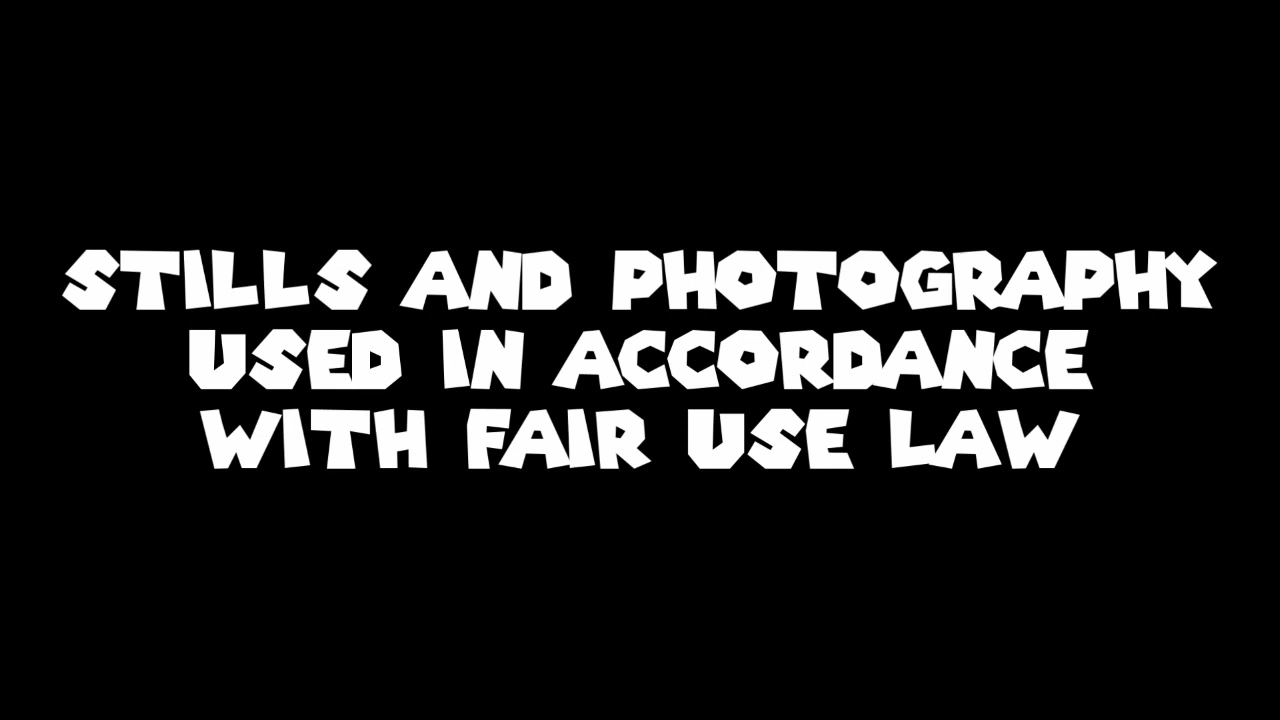 STILLS AND PHOTOGRAPHY
USED IN ACCORDANCE
WITH FAIR USE LAW